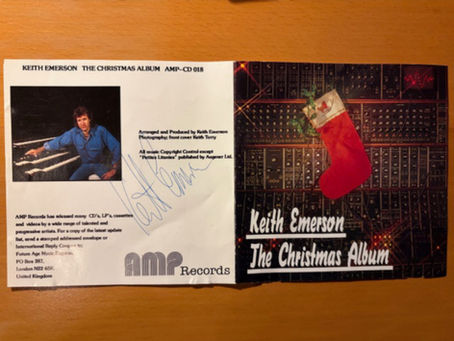 KEITH EMERSON THE CHRISTMAS ALBUM AMP-CD 018
Arranged and Produced by Keith Emerson
Photography: front cover Keith Terry
All music Copyright Control except
"Petites Litanies" published by Augener Ltd.
Keith Emerson
AMP Records has released many CD's, LP's, cassettes
and videos by a wide range of talented and
progressive artists. For a copy of the latest update
list, send a stamped addressed envelope or
International Reply Coupon to:
Future Age Music Express,
PO Box 387,
London N22 6SF,
United Kingdom
AMP Records
Keith Emerson
The Christmas Album